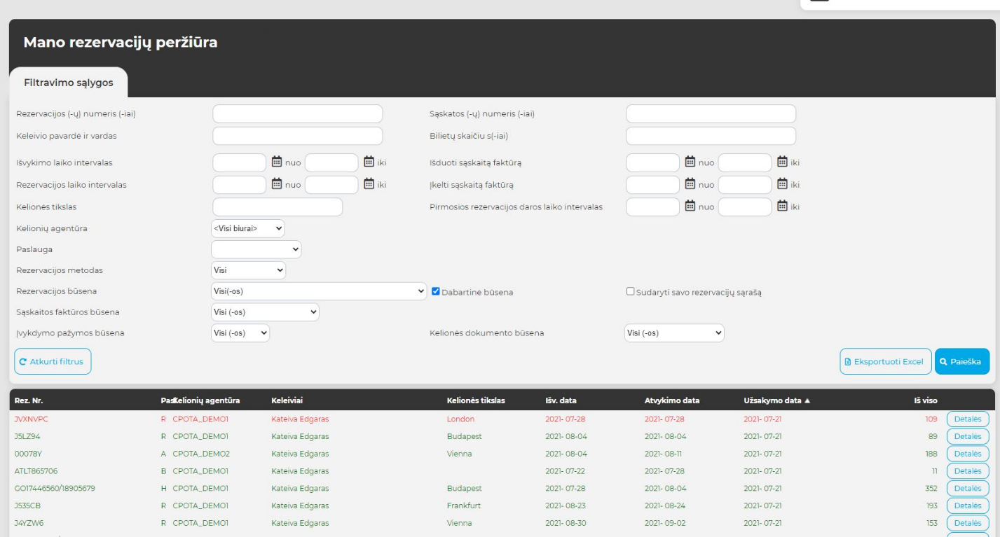 Mano rezervacijų peržiūra
Filtravimo sąlygos
Rezervacijos (-ų) numeris (-iai) Sąskatos (-ų) numeris (-iai)
Keleivio pavardė ir vardas Bilietų skaičiu s(-iai)
Išvykimo laiko intervalas nuo iki Išduoti sąskaitą faktūrą nuo iki
Rezervacijos laiko intervalas nuo iki Įkelti sąskaitą faktūrą nuo iki
Kelionės tikslas Pirmosios rezervacijos daros laiko intervalas nuo iki
Kelionių agentūra <Visi biurai>
Paslauga
Rezervacijos metodas Visi
Rezervacijos būsena Visi(-os) Dabartinė būsena Sudaryti savo rezervacijų sąrašą
Sąskaitos faktūros būsena Visi (-os)
Įvykdymo pažymos būsena Visi (-os) Kelionės dokumento būsena Visi (-os)
Atkurti filtrus Eksportuoti Excel Paieška
Rez. Nr. Pas Kelionių agentūra Keleiviai Kelionės tikslas Išv. data Atvykimo data Užsakymo data ▲ Iš viso
JVXNVPC R CPOTA_DEMO1 Kateiva Edgaras London 2021- 07-28 2021- 07-28 2021- 07-21 109 Detalės
J5LZ94 R CPOTA_DEMO1 Kateiva Edgaras Budapest 2021- 08-04 2021- 08-04 2021- 07-21 89 Detalės
00078Y A CPOTA_DEMO2 Kateiva Edgaras Vienna 2021- 08-04 2021- 08-11 2021- 07-21 188 Detalės
ATLT865706 B CPOTA_DEMO1 Kateiva Edgaras 2021- 07-22 2021- 07-28 2021- 07-21 11 Detalės
GO17446560/18905679 H CPOTA_DEMO1 Kateiva Edgaras Budapest 2021- 07-28 2021- 08-04 2021- 07-21 352 Detalės
J535CB R CPOTA_DEMO1 Kateiva Edgaras Frankfurt 2021- 08-23 2021- 08-24 2021- 07-21 193 Detalės
J4YZW6 R CPOTA_DEMO1 Kateiva Edgaras Vienna 2021- 08-30 2021- 09-02 2021- 07-21 153 Detalės